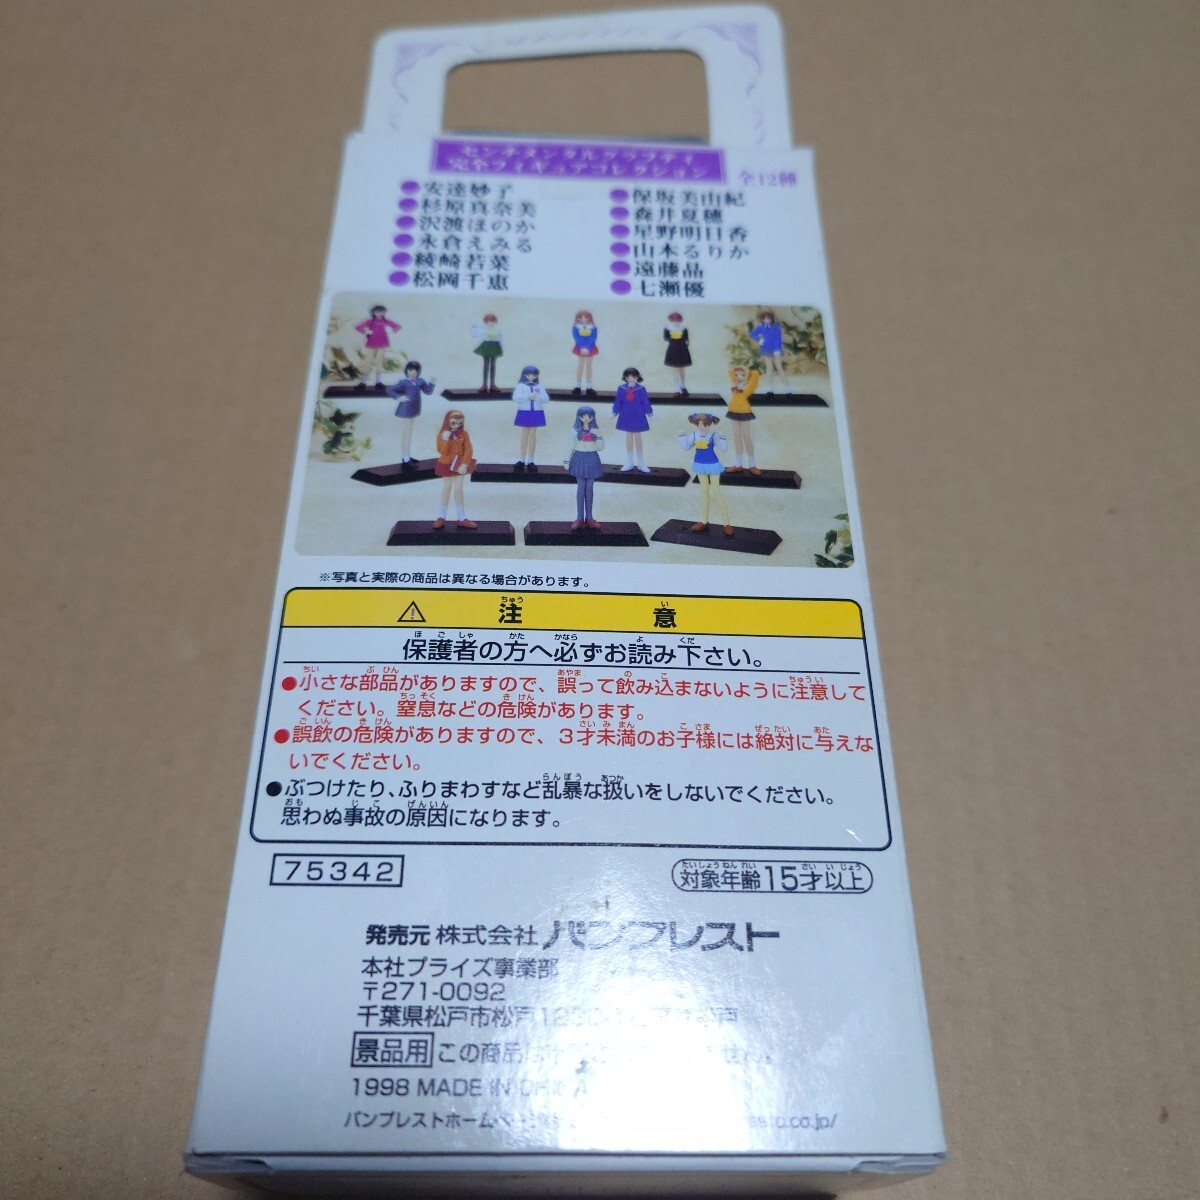 センチメンタルグラフティ
完全フィギュアコレクション
全12種
●安達妙子
●杉原真奈美
●沢渡ほのか
●永倉えみる
●綾崎若菜
●松岡千恵
●保坂美由紀
●森井夏穂
●星野明日香
●山本るりか
●遠藤晶
●七瀬優
※写真と実際の商品は異なる場合があります。
⚠ 注意
保護者の方へ必ずお読み下さい。
●小さな部品がありますので、誤って飲み込まないように注意して
ください。窒息などの危険があります。
●誤飲の危険がありますので、3才未満のお子様には絶対に与えな
いでください。
●ぶつけたり、ふりまわすなど乱暴な扱いをしないでください。
思わぬ事故の原因になります。
75342
対象年齢15才以上
発売元 株式会社 バンプレスト
本社プライズ事業部
〒271-0092
千葉県松戸市松戸
景品用 この商品
1998 MADE IN CHINA
バンプレストホームページ
sto.co.jp/